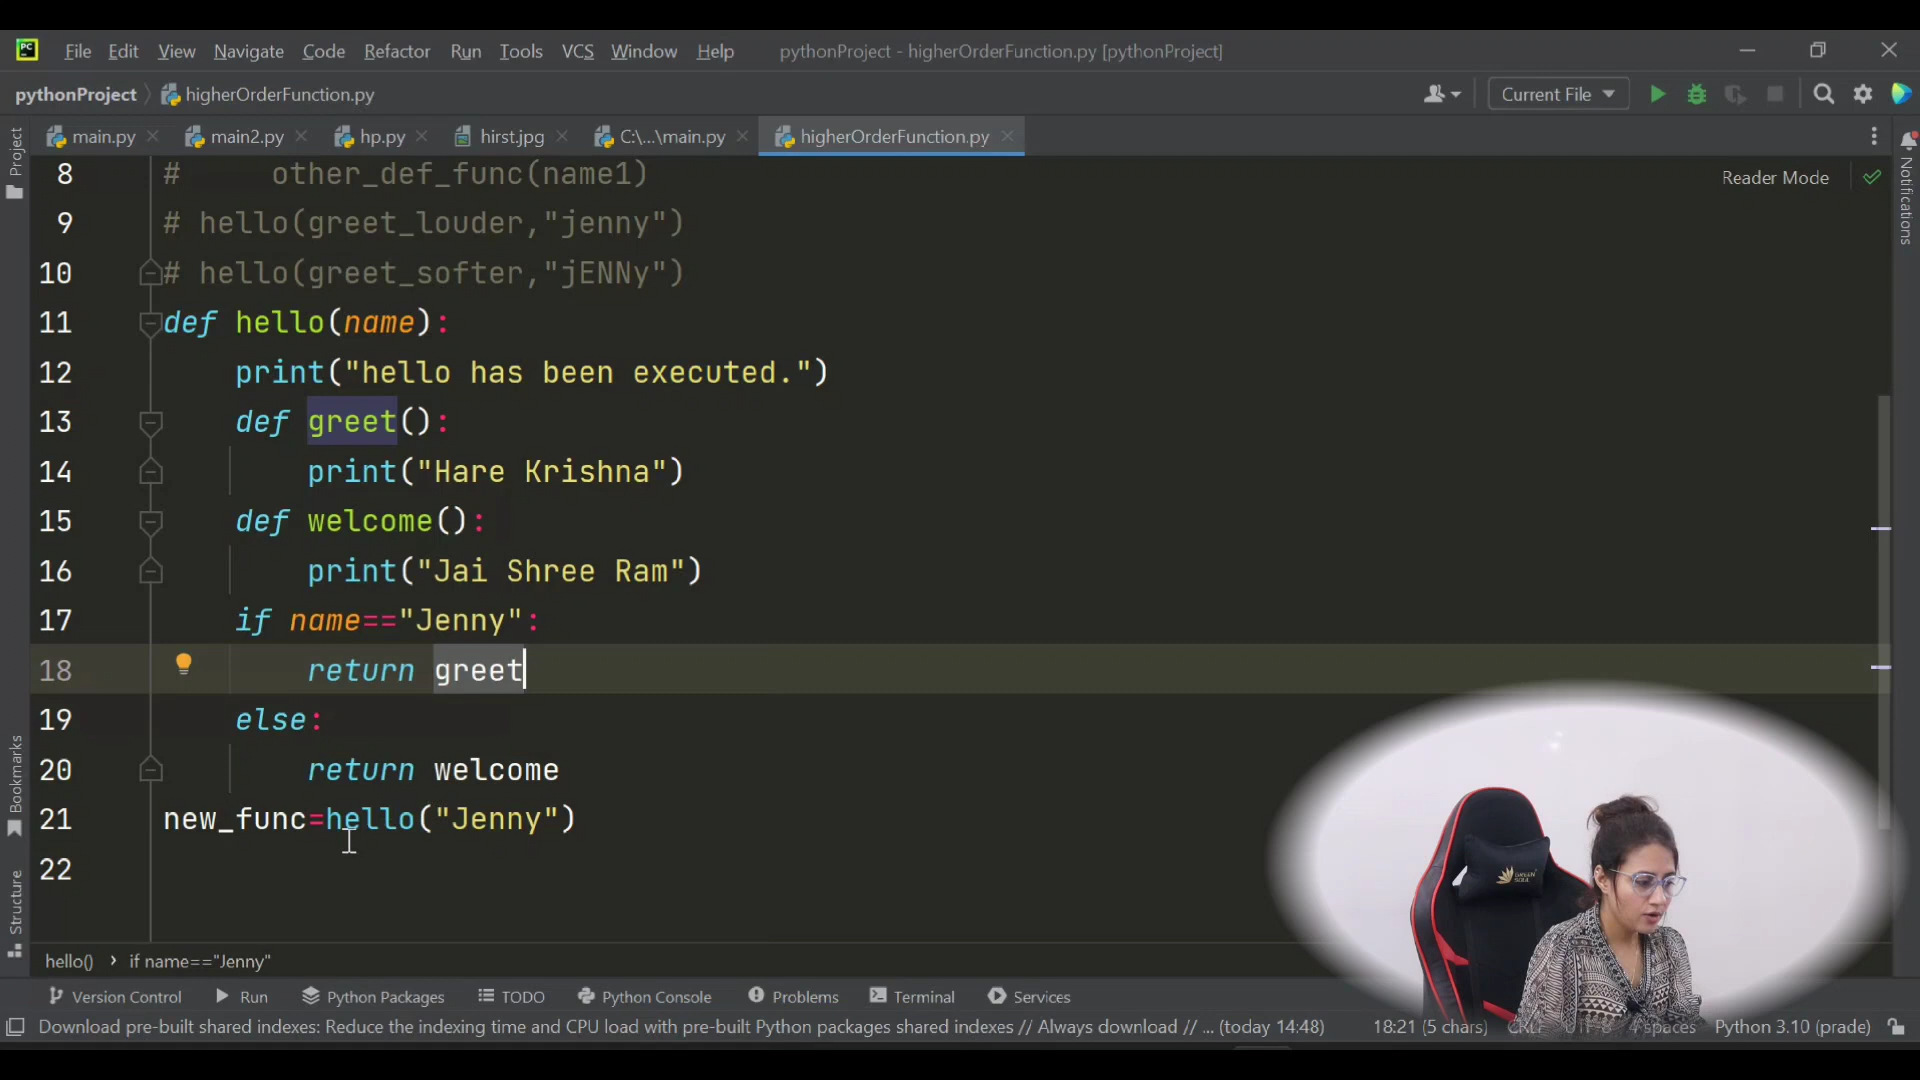 PC File Edit View Navigate Code Refactor Run Tools VCS Window Help pythonProject - higherOrderFunction.py [pythonProject]
pythonProject higherOrderFunction.py Current File
main.py main2.py hp.py hirst.jpg C:\...\main.py higherOrderFunction.py
Project
Bookmarks
Structure
Notifications
Reader Mode
8 # other_def_func(name1)
9 # hello(greet_louder,"jenny")
10 # hello(greet_softer,"jENNy")
11 def hello(name):
12 print("hello has been executed.")
13 def greet():
14 print("Hare Krishna")
15 def welcome():
16 print("Jai Shree Ram")
17 if name=="Jenny":
18 return greet
19 else:
20 return welcome
21 new_func=hello("Jenny")
22
hello() › if name=="Jenny"
Version Control Run Python Packages TODO Python Console Problems Terminal Services
Download pre-built shared indexes: Reduce the indexing time and CPU load with pre-built Python packages shared indexes // Always download // ... (today 14:48) 18:21 (5 chars) CRLF UTF-8 4 spaces Python 3.10 (prade)